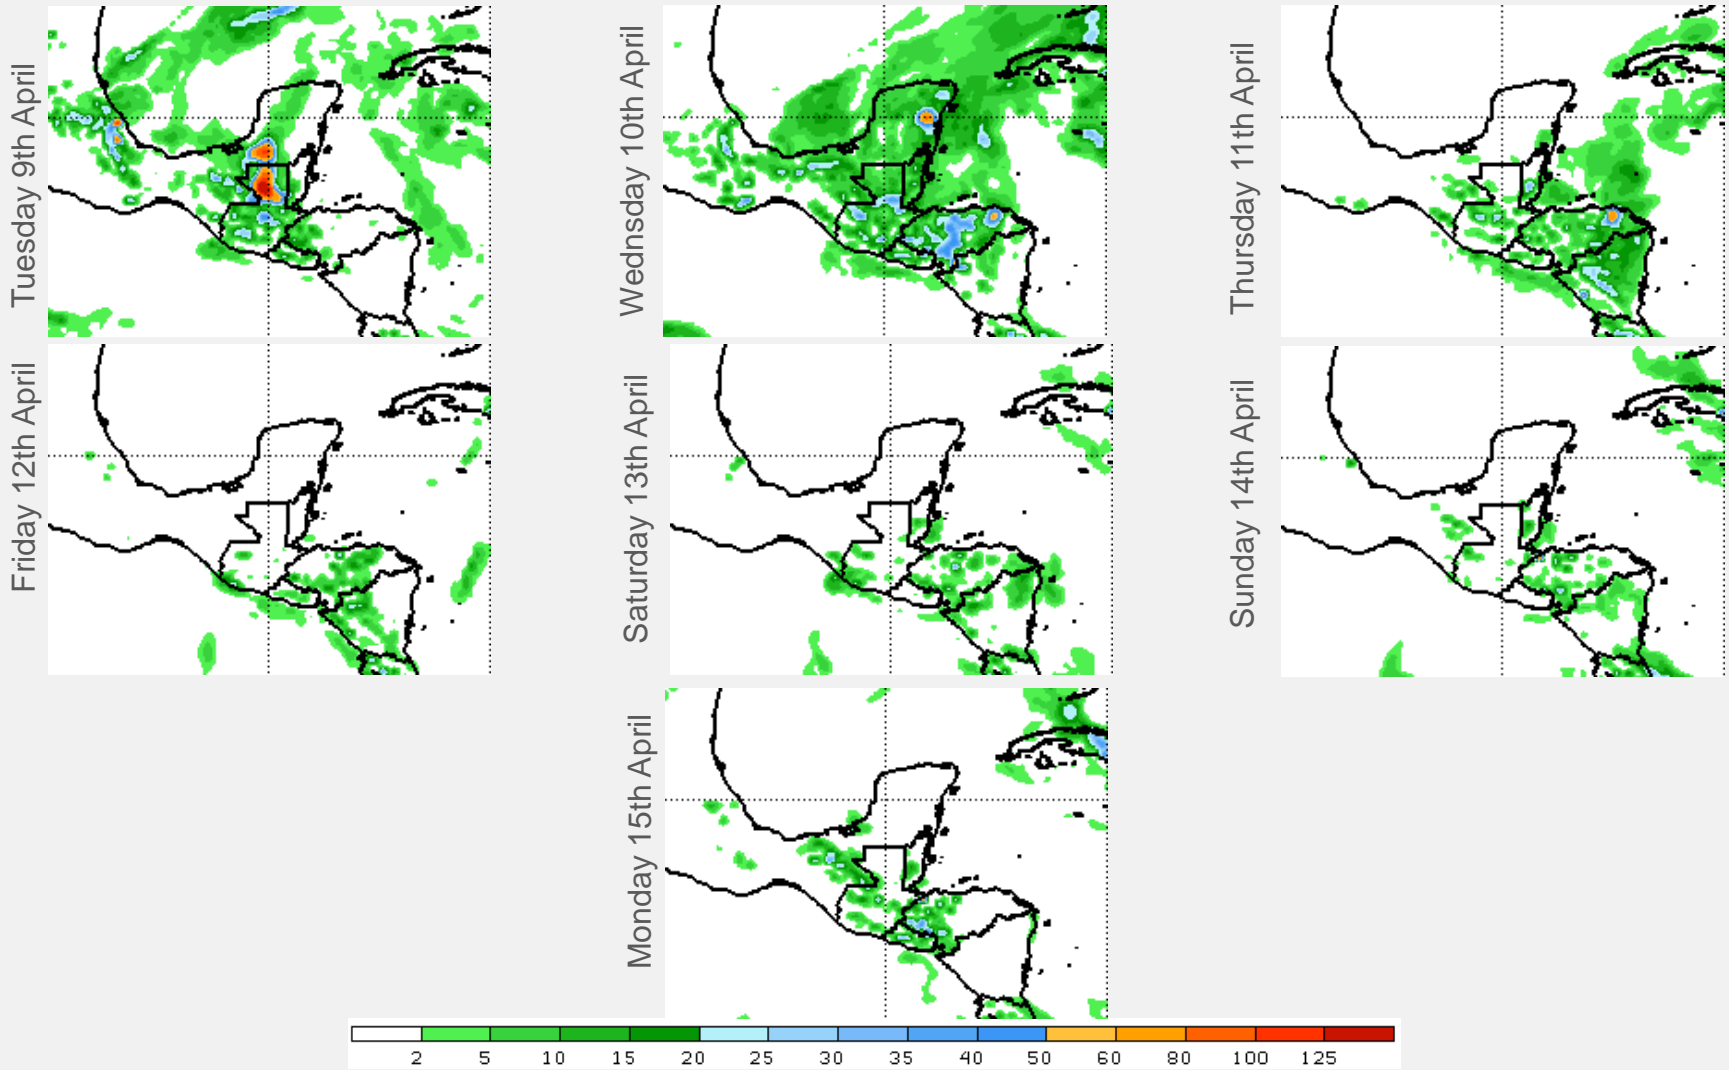 Tuesday 9th April
Wednesday 10th April
Thursday 11th April
Friday 12th April
Saturday 13th April
Sunday 14th April
Monday 15th April
2 5 10 15 20 25 30 35 40 50 60 80 100 125